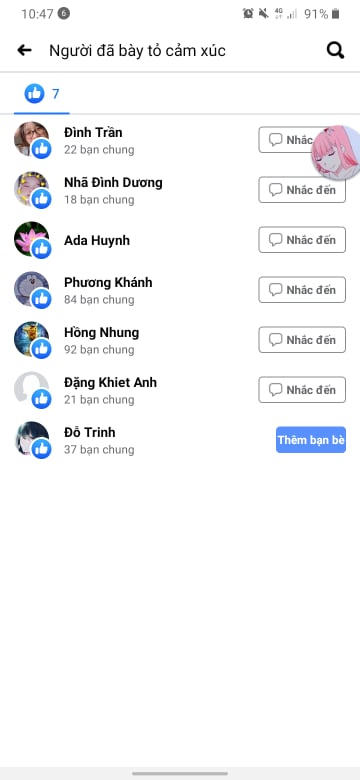 10:47 6 4G 91%
Người đã bày tỏ cảm xúc
7
Đình Trần
22 bạn chung
Nhắc
Nhã Đình Dương
18 bạn chung
Nhắc đến
Ada Huynh
Nhắc đến
Phương Khánh
84 bạn chung
Nhắc đến
Hồng Nhung
92 bạn chung
Nhắc đến
Đặng Khiet Anh
21 bạn chung
Nhắc đến
Đỗ Trinh
37 bạn chung
Thêm bạn bè